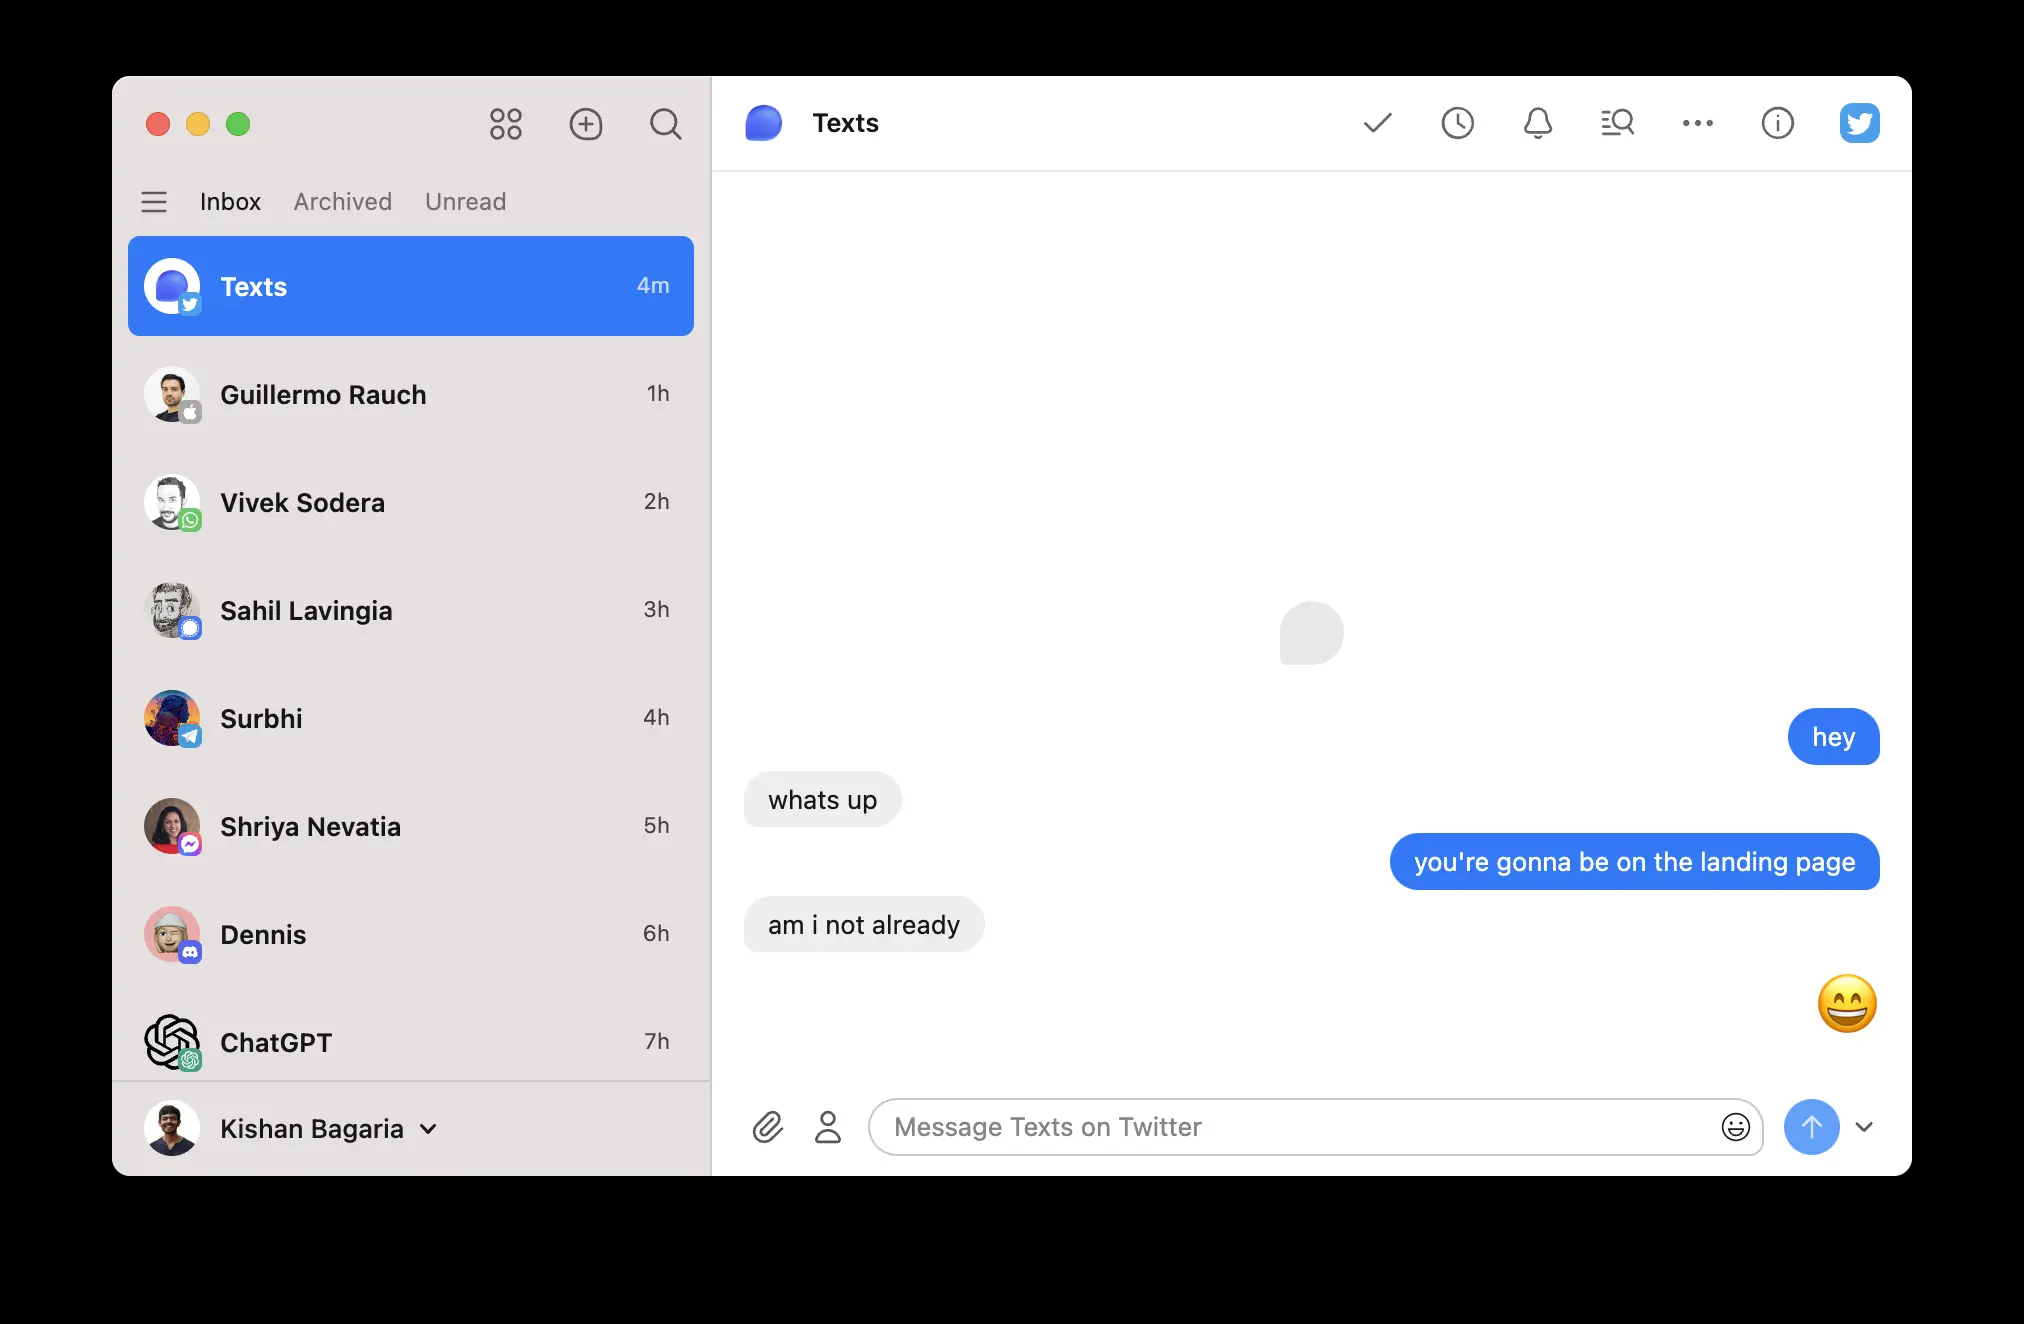 Inbox Archived Unread
Texts 4m
Guillermo Rauch 1h
Vivek Sodera 2h
Sahil Lavingia 3h
Surbhi 4h
Shriya Nevatia 5h
Dennis 6h
ChatGPT 7h
Kishan Bagaria
Texts
hey
whats up
you're gonna be on the landing page
am i not already
Message Texts on Twitter